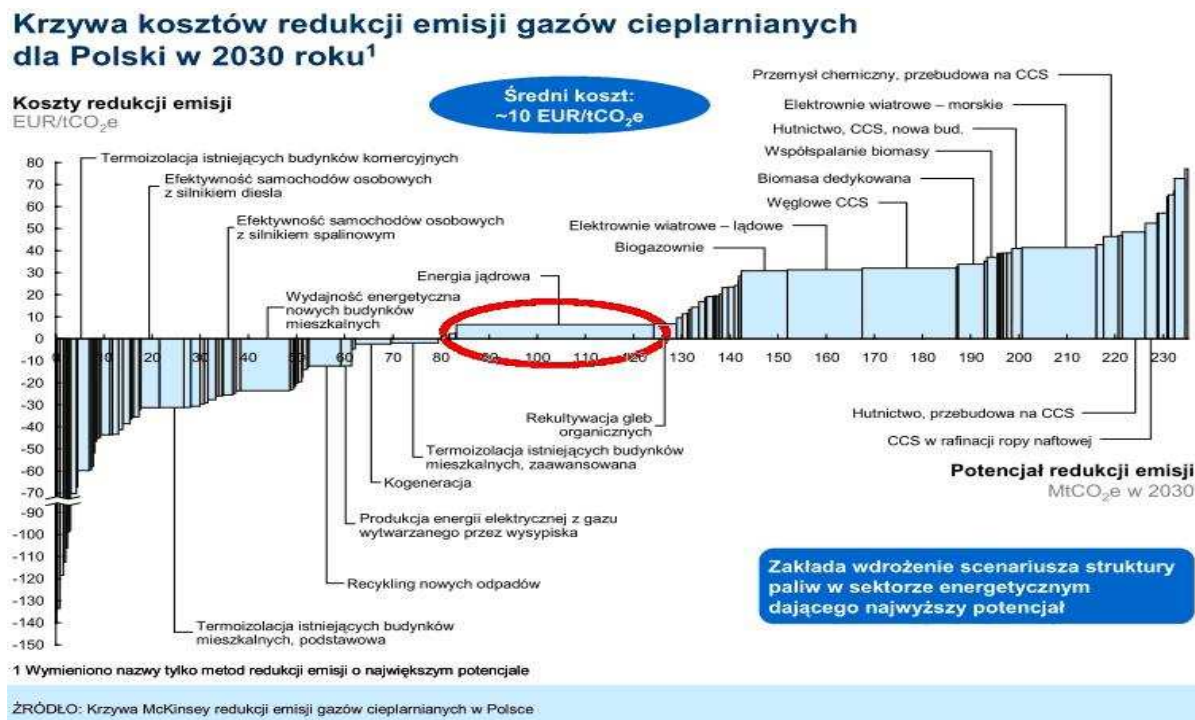 Krzywa kosztów redukcji emisji gazów cieplarnianych
dla Polski w 2030 roku¹
Koszty redukcji emisji
EUR/tCO₂e
Średni koszt:
~10 EUR/tCO₂e
Przemysł chemiczny, przebudowa na CCS
Elektrownie wiatrowe – morskie
Hutnictwo, CCS, nowa bud.
Współspalanie biomasy
Biomasa dedykowana
Węglowe CCS
Elektrownie wiatrowe – lądowe
Biogazownie
Energia jądrowa
Termoizolacja istniejących budynków komercyjnych
Efektywność samochodów osobowych
z silnikiem diesla
Efektywność samochodów osobowych
z silnikiem spalinowym
Wydajność energetyczna
nowych budynków
mieszkalnych
80
70
60
50
40
30
20
10
0
-10
-20
-30
-40
-50
-60
-70
-90
-100
-110
-120
-130
-140
-150
0 10 20 30 40 50 60 70 80 90 100 110 120 130 140 150 160 170 180 190 200 210 220 230
Rekultywacja gleb
organicznych
Termoizolacja istniejących budynków
mieszkalnych, zaawansowana
Kogeneracja
Produkcja energii elektrycznej z gazu
wytwarzanego przez wysypiska
Recykling nowych odpadów
Termoizolacja istniejących budynków
mieszkalnych, podstawowa
Hutnictwo, przebudowa na CCS
CCS w rafinacji ropy naftowej
Potencjał redukcji emisji
MtCO₂e w 2030
Zakłada wdrożenie scenariusza struktury
paliw w sektorze energetycznym
dającego najwyższy potencjał
1 Wymieniono nazwy tylko metod redukcji emisji o największym potencjale
ŹRÓDŁO: Krzywa McKinsey redukcji emisji gazów cieplarnianych w Polsce